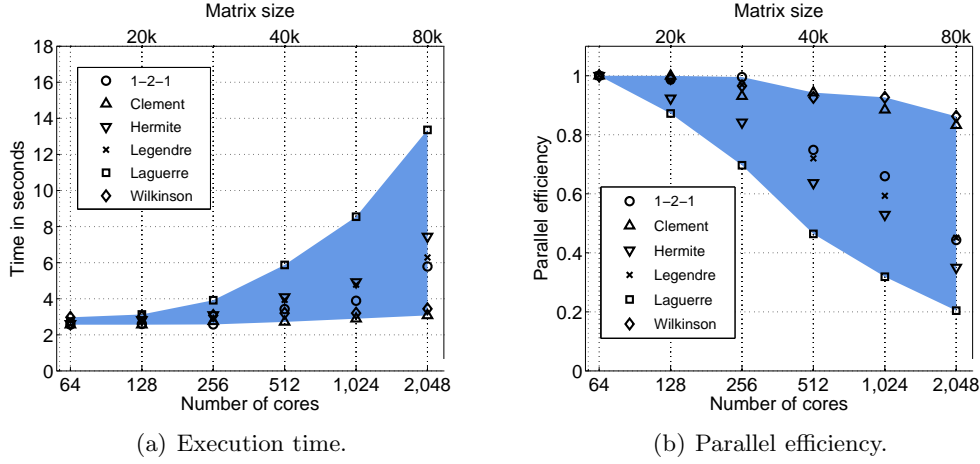 Matrix size
20k 40k 80k
18
16
14
12
10
8
6
4
2
0
Time in seconds
1−2−1
Clement
Hermite
Legendre
Laguerre
Wilkinson
64 128 256 512 1,024 2,048
Number of cores
(a) Execution time.
Matrix size
20k 40k 80k
1
0.8
0.6
0.4
0.2
0
Parallel efficiency
1−2−1
Clement
Hermite
Legendre
Laguerre
Wilkinson
64 128 256 512 1,024 2,048
Number of cores
(b) Parallel efficiency.